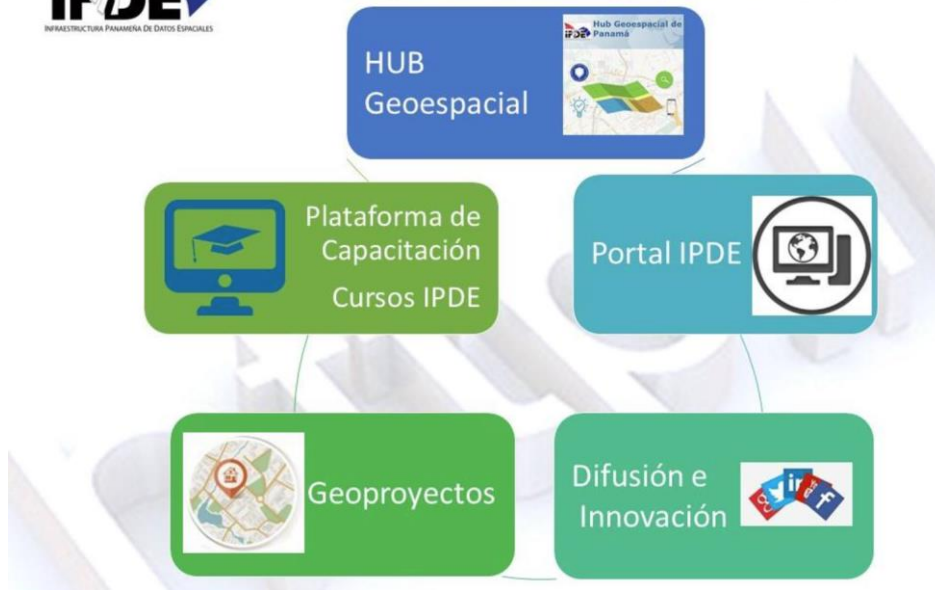 IPDE
INFRAESTRUCTURA PANAMEÑA DE DATOS ESPACIALES
HUB
Geoespacial
Hub Geoespacial de
IPDE Panamá
Plataforma de
Capacitación
Cursos IPDE
Portal IPDE
Geoproyectos
Difusión e
Innovación